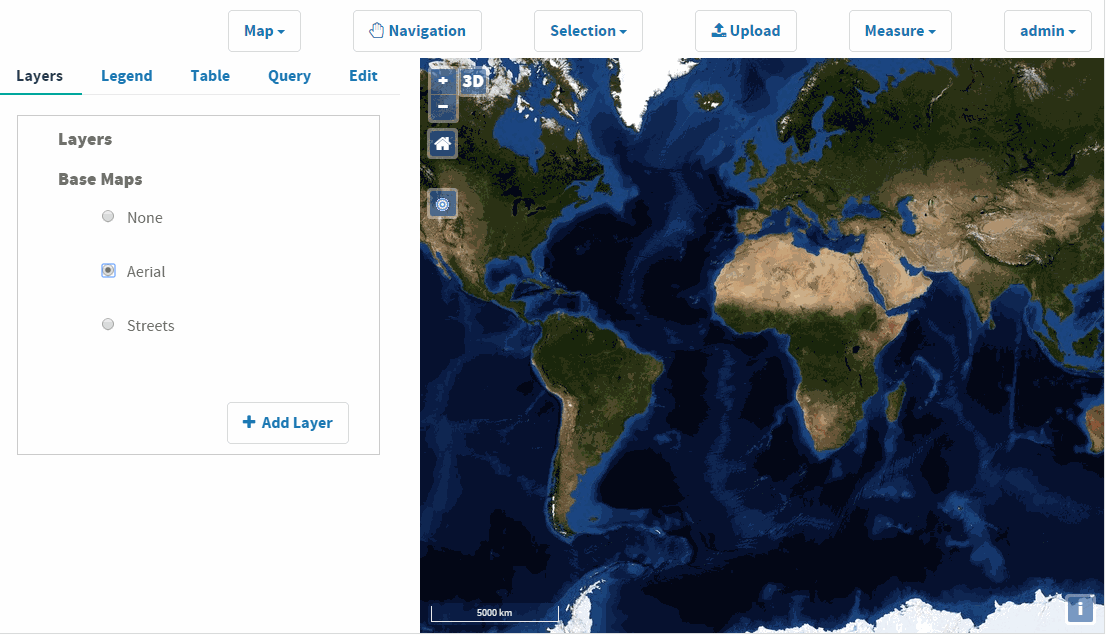 Map Navigation Selection Upload Measure admin
Layers Legend Table Query Edit
Layers
Base Maps
None
Aerial
Streets
+ Add Layer
+ 3D
−
5000 km
i